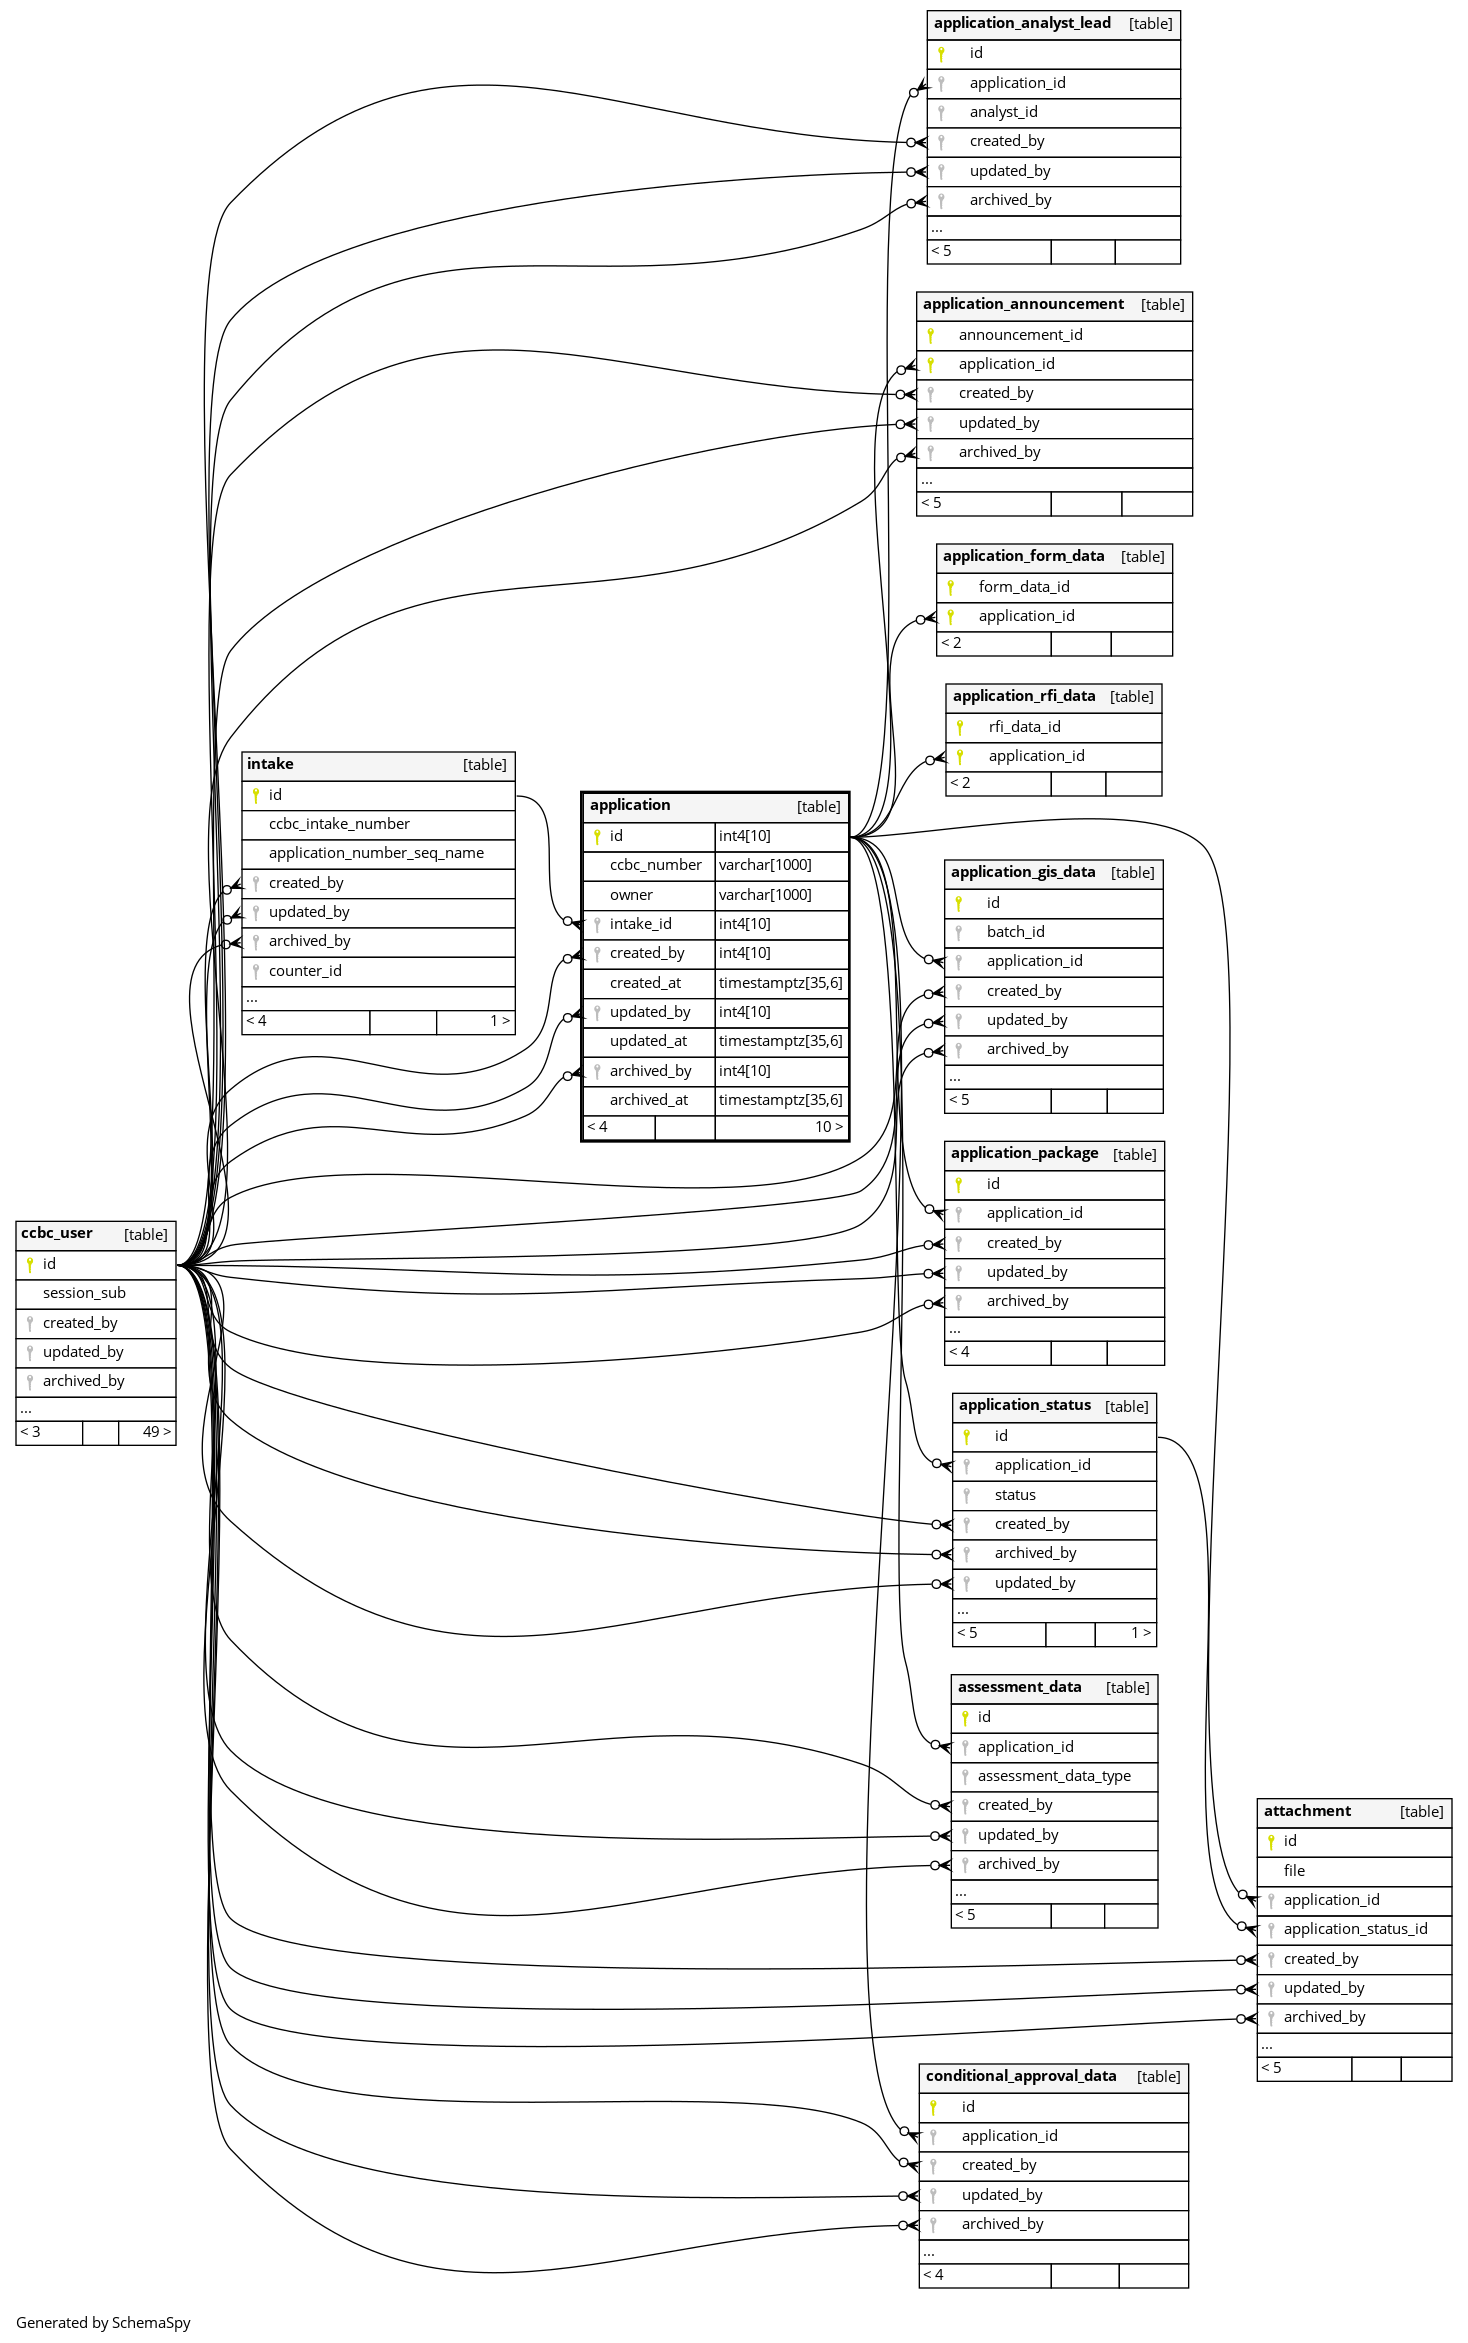 application_analyst_lead [table]
id
application_id
analyst_id
created_by
updated_by
archived_by
...
< 5
application_announcement [table]
announcement_id
application_id
created_by
updated_by
archived_by
...
< 5
application_form_data [table]
form_data_id
application_id
< 2
application_rfi_data [table]
rfi_data_id
application_id
< 2
intake [table]
id
ccbc_intake_number
application_number_seq_name
created_by
updated_by
archived_by
counter_id
...
< 4 1 >
application [table]
id int4[10]
ccbc_number varchar[1000]
owner varchar[1000]
intake_id int4[10]
created_by int4[10]
created_at timestamptz[35,6]
updated_by int4[10]
updated_at timestamptz[35,6]
archived_by int4[10]
archived_at timestamptz[35,6]
< 4 10 >
application_gis_data [table]
id
batch_id
application_id
created_by
updated_by
archived_by
...
< 5
application_package [table]
id
application_id
created_by
updated_by
archived_by
...
< 4
ccbc_user [table]
id
session_sub
created_by
updated_by
archived_by
...
< 3 49 >
application_status [table]
id
application_id
status
created_by
archived_by
updated_by
...
< 5 1 >
assessment_data [table]
id
application_id
assessment_data_type
created_by
updated_by
archived_by
...
< 5
attachment [table]
id
file
application_id
application_status_id
created_by
updated_by
archived_by
...
< 5
conditional_approval_data [table]
id
application_id
created_by
updated_by
archived_by
...
< 4
Generated by SchemaSpy